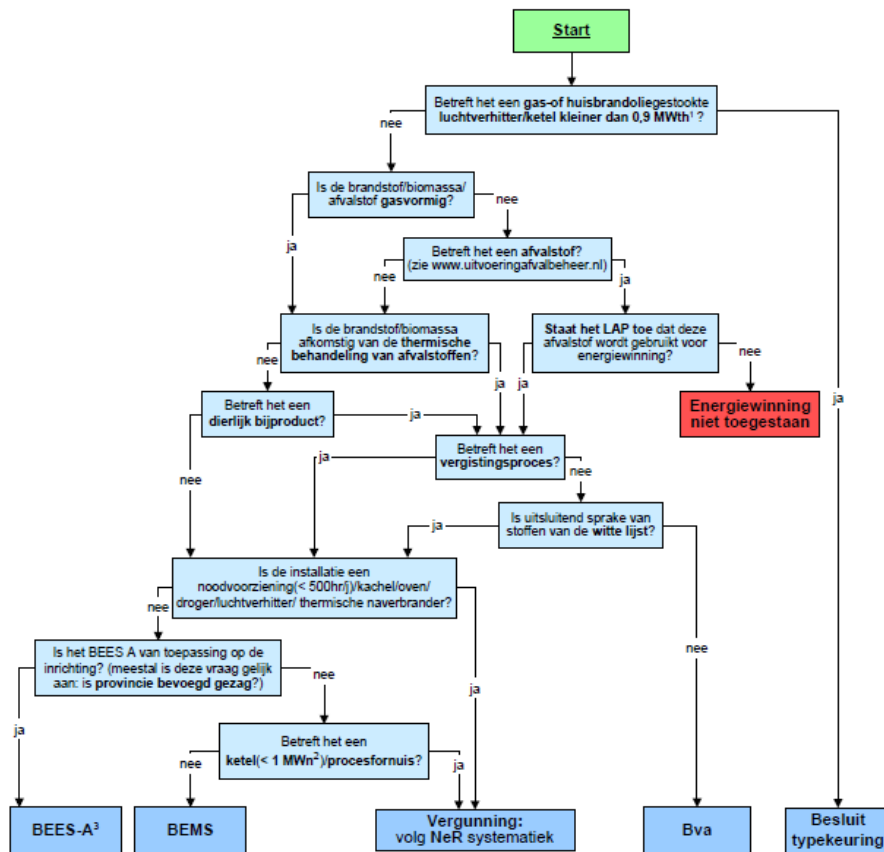 Start
Betreft het een gas-of huisbrandoliegestookte
luchtverhitter/ketel kleiner dan 0,9 MWth¹ ?
nee
Is de brandstof/biomassa/
afvalstof gasvormig?
nee
ja
Betreft het een afvalstof?
(zie www.uitvoeringafvalbeheer.nl)
nee
ja
Is de brandstof/biomassa
afkomstig van de thermische
behandeling van afvalstoffen?
Staat het LAP toe dat deze
afvalstof wordt gebruikt voor
energiewinning?
nee
nee
ja
ja
ja
Betreft het een
dierlijk bijproduct?
Energiewinning
niet toegestaan
ja
Betreft het een
vergistingsproces?
ja
nee
nee
Is uitsluitend sprake van
stoffen van de witte lijst?
ja
Is de installatie een
noodvoorziening(< 500hr/j)/kachel/oven/
droger/luchtverhitter/ thermische naverbrander?
nee
nee
Is het BEES A van toepassing op de
inrichting? (meestal is deze vraag gelijk
aan: is provincie bevoegd gezag?)
nee
ja
ja
Betreft het een
ketel(< 1 MWn²)/procesfornuis?
nee
ja
BEES-A³
BEMS
Vergunning:
volg NeR systematiek
Bva
Besluit
typekeuring